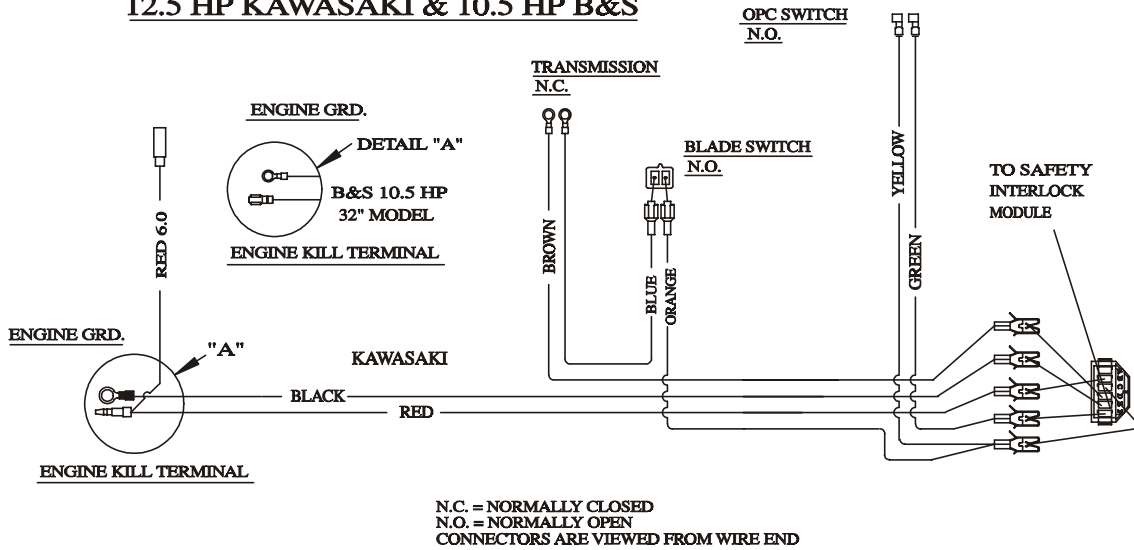 12.5 HP KAWASAKI & 10.5 HP B&S
OPC SWITCH
N.O.
TRANSMISSION
N.C.
ENGINE GRD.
DETAIL "A"
BLADE SWITCH
N.O.
B&S 10.5 HP
32" MODEL
ENGINE KILL TERMINAL
TO SAFETY
INTERLOCK
MODULE
RED 6.0
BROWN
BLUE
ORANGE
YELLOW
GREEN
ENGINE GRD.
"A"
KAWASAKI
BLACK
RED
ENGINE KILL TERMINAL
N.C. = NORMALLY CLOSED
N.O. = NORMALLY OPEN
CONNECTORS ARE VIEWED FROM WIRE END